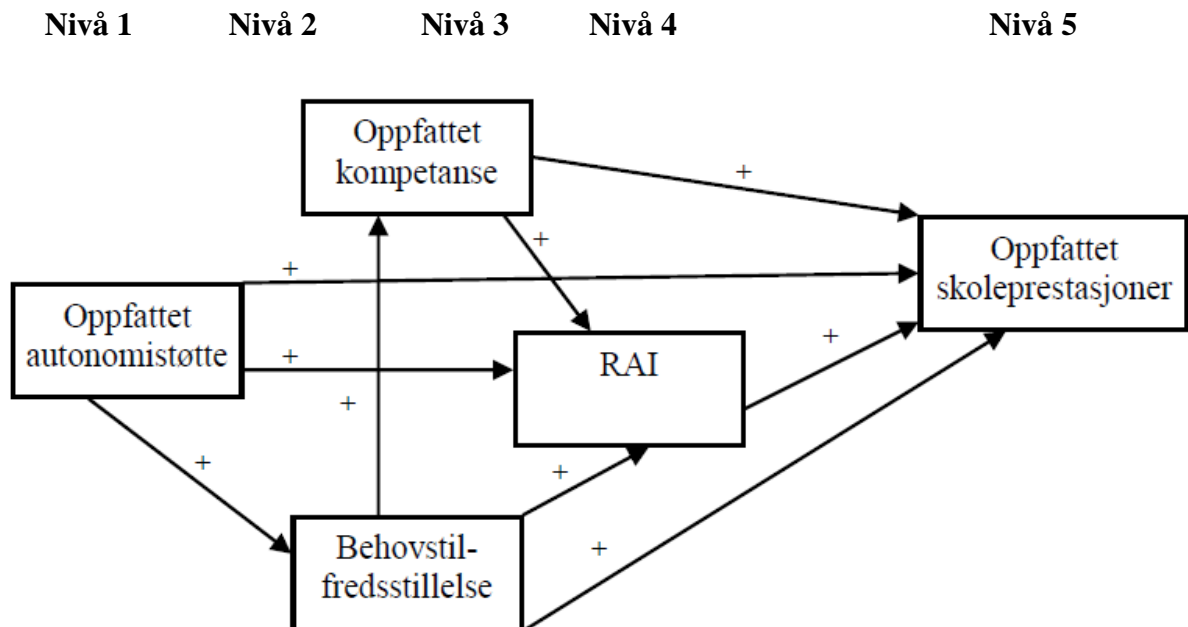 Nivå 1 Nivå 2 Nivå 3 Nivå 4 Nivå 5
Oppfattet
kompetanse
+
+
Oppfattet
skoleprestasjoner
+
Oppfattet
autonomistøtte
+
RAI
+
+
+
+
Behovstil-
fredsstillelse
+